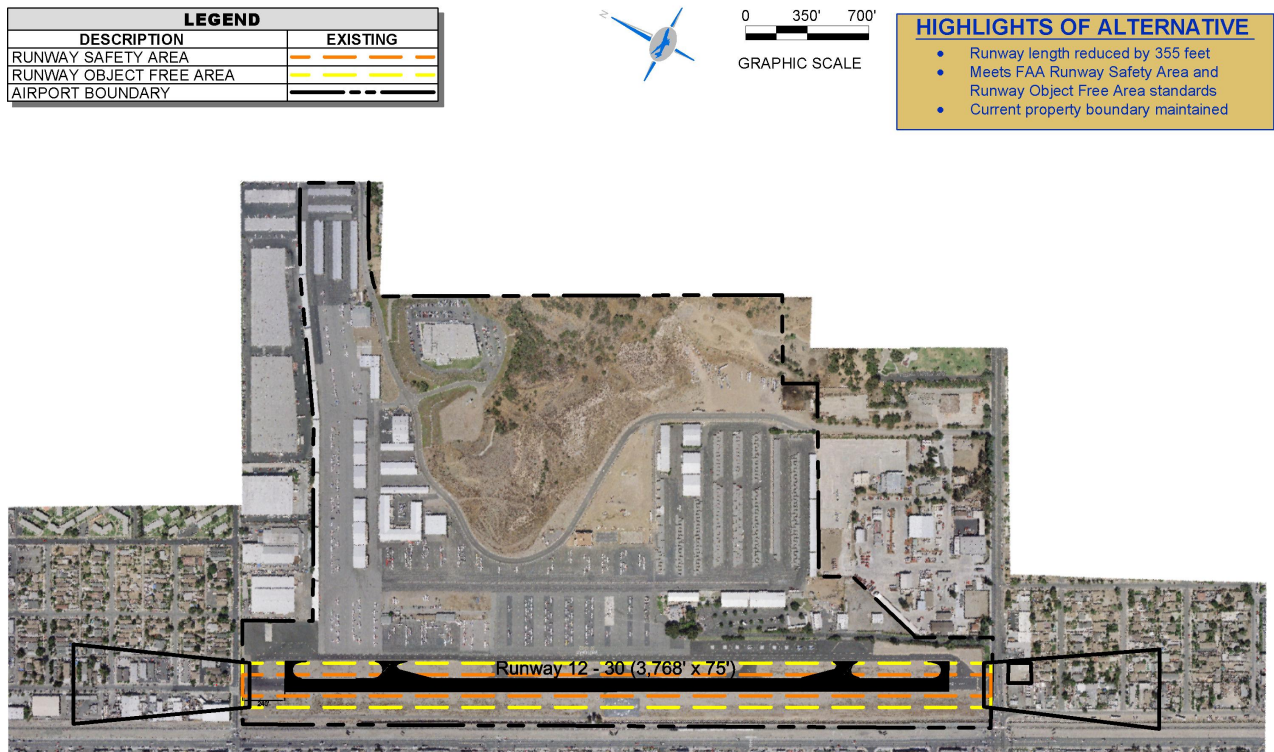 LEGEND
DESCRIPTION EXISTING
RUNWAY SAFETY AREA
RUNWAY OBJECT FREE AREA
AIRPORT BOUNDARY
N
0 350' 700'
GRAPHIC SCALE
HIGHLIGHTS OF ALTERNATIVE
• Runway length reduced by 355 feet
• Meets FAA Runway Safety Area and
Runway Object Free Area standards
• Current property boundary maintained
Runway 12 - 30 (3,768' x 75')